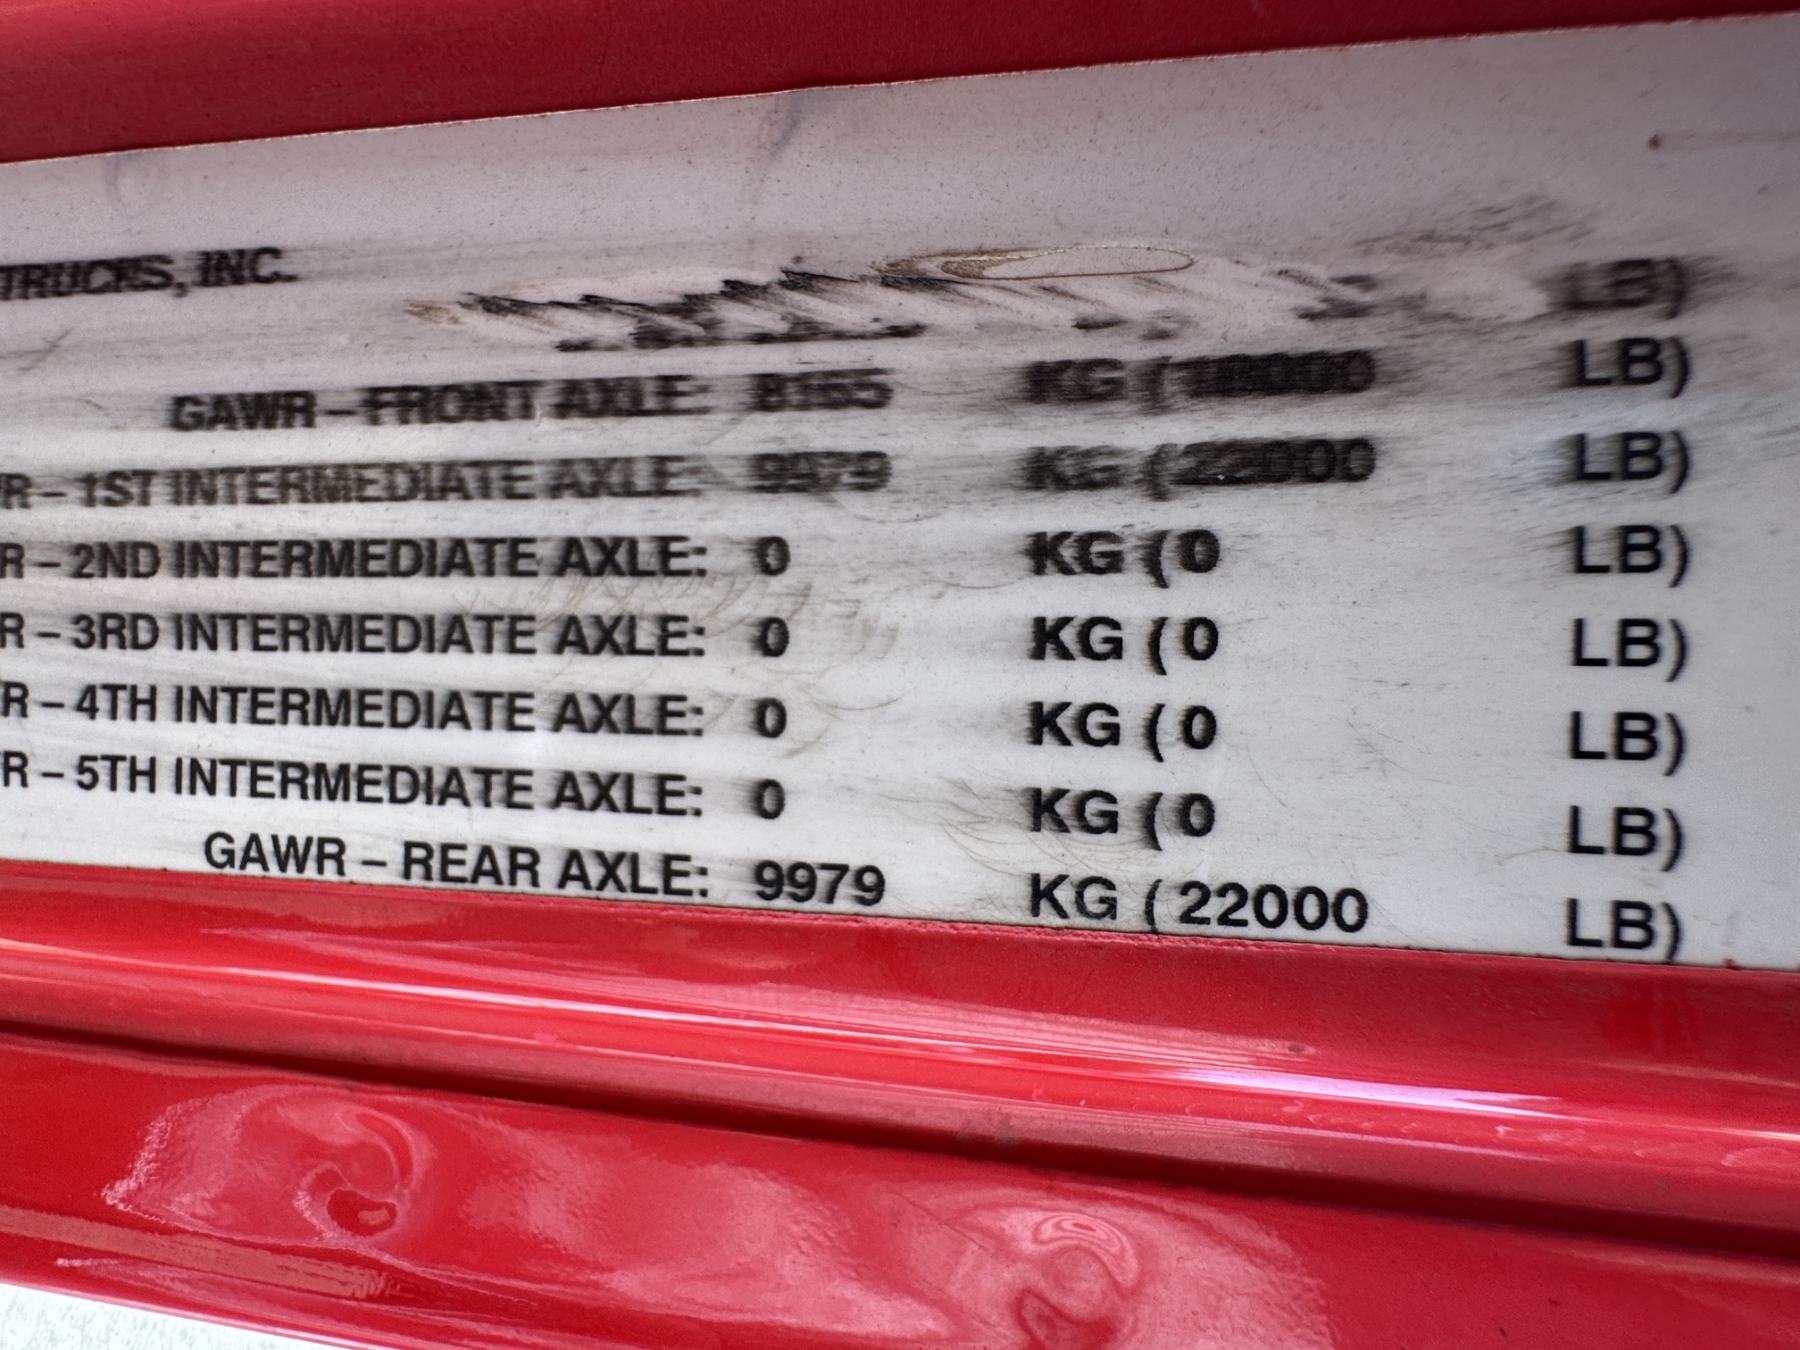 TRUCKS, INC.
LB)
GAWR – FRONT AXLE: 8165 KG (18000 LB)
R – 1ST INTERMEDIATE AXLE: 9979 KG (22000 LB)
R – 2ND INTERMEDIATE AXLE: 0 KG (0 LB)
R – 3RD INTERMEDIATE AXLE: 0 KG (0 LB)
R – 4TH INTERMEDIATE AXLE: 0 KG (0 LB)
R – 5TH INTERMEDIATE AXLE: 0 KG (0 LB)
GAWR – REAR AXLE: 9979 KG (22000 LB)